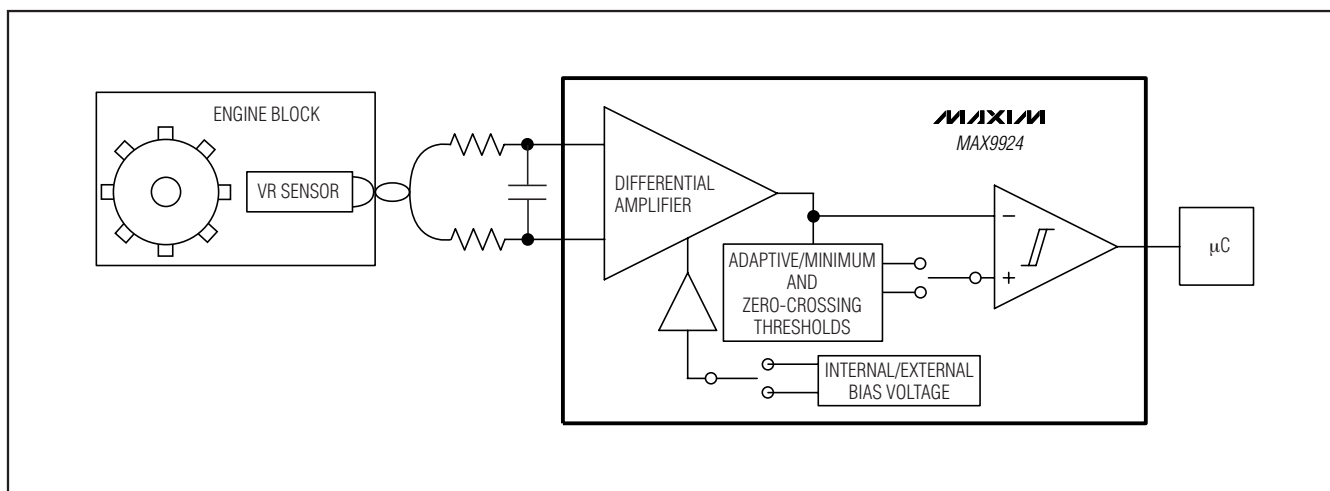 ENGINE BLOCK
VR SENSOR
DIFFERENTIAL
AMPLIFIER
MAXIM
MAX9924
ADAPTIVE/MINIMUM
AND
ZERO-CROSSING
THRESHOLDS
−
+
INTERNAL/EXTERNAL
BIAS VOLTAGE
μC